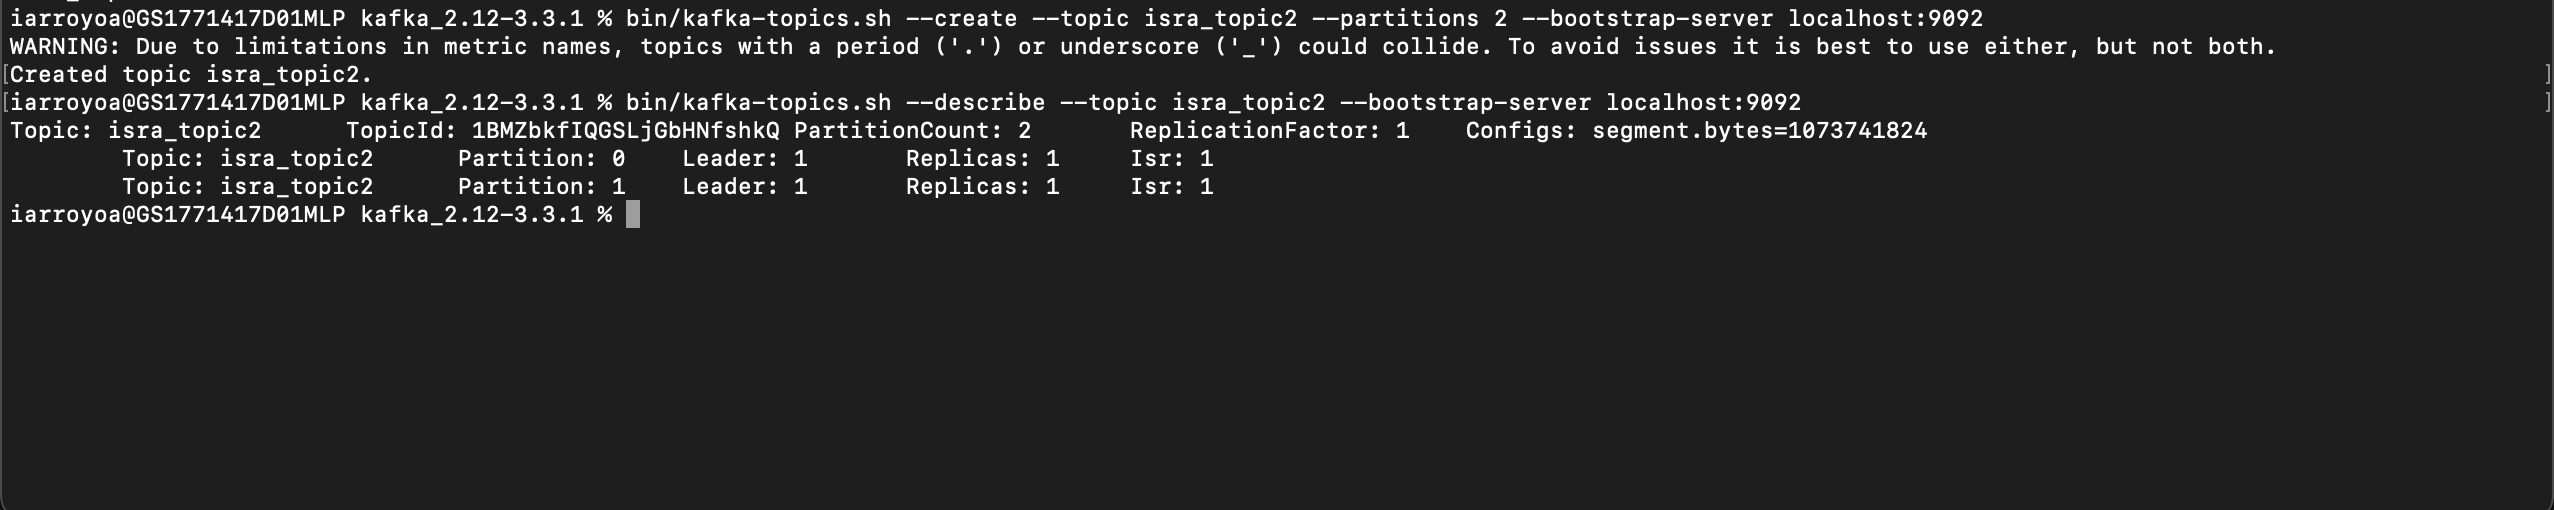 iarroyoa@GS1771417D01MLP kafka_2.12-3.3.1 % bin/kafka-topics.sh --create --topic isra_topic2 --partitions 2 --bootstrap-server localhost:9092
WARNING: Due to limitations in metric names, topics with a period ('.') or underscore ('_') could collide. To avoid issues it is best to use either, but not both.
[Created topic isra_topic2. ]
[iarroyoa@GS1771417D01MLP kafka_2.12-3.3.1 % bin/kafka-topics.sh --describe --topic isra_topic2 --bootstrap-server localhost:9092 ]
Topic: isra_topic2 TopicId: 1BMZbkfIQGSLjGbHNfshkQ PartitionCount: 2 ReplicationFactor: 1 Configs: segment.bytes=1073741824
Topic: isra_topic2 Partition: 0 Leader: 1 Replicas: 1 Isr: 1
Topic: isra_topic2 Partition: 1 Leader: 1 Replicas: 1 Isr: 1
iarroyoa@GS1771417D01MLP kafka_2.12-3.3.1 %